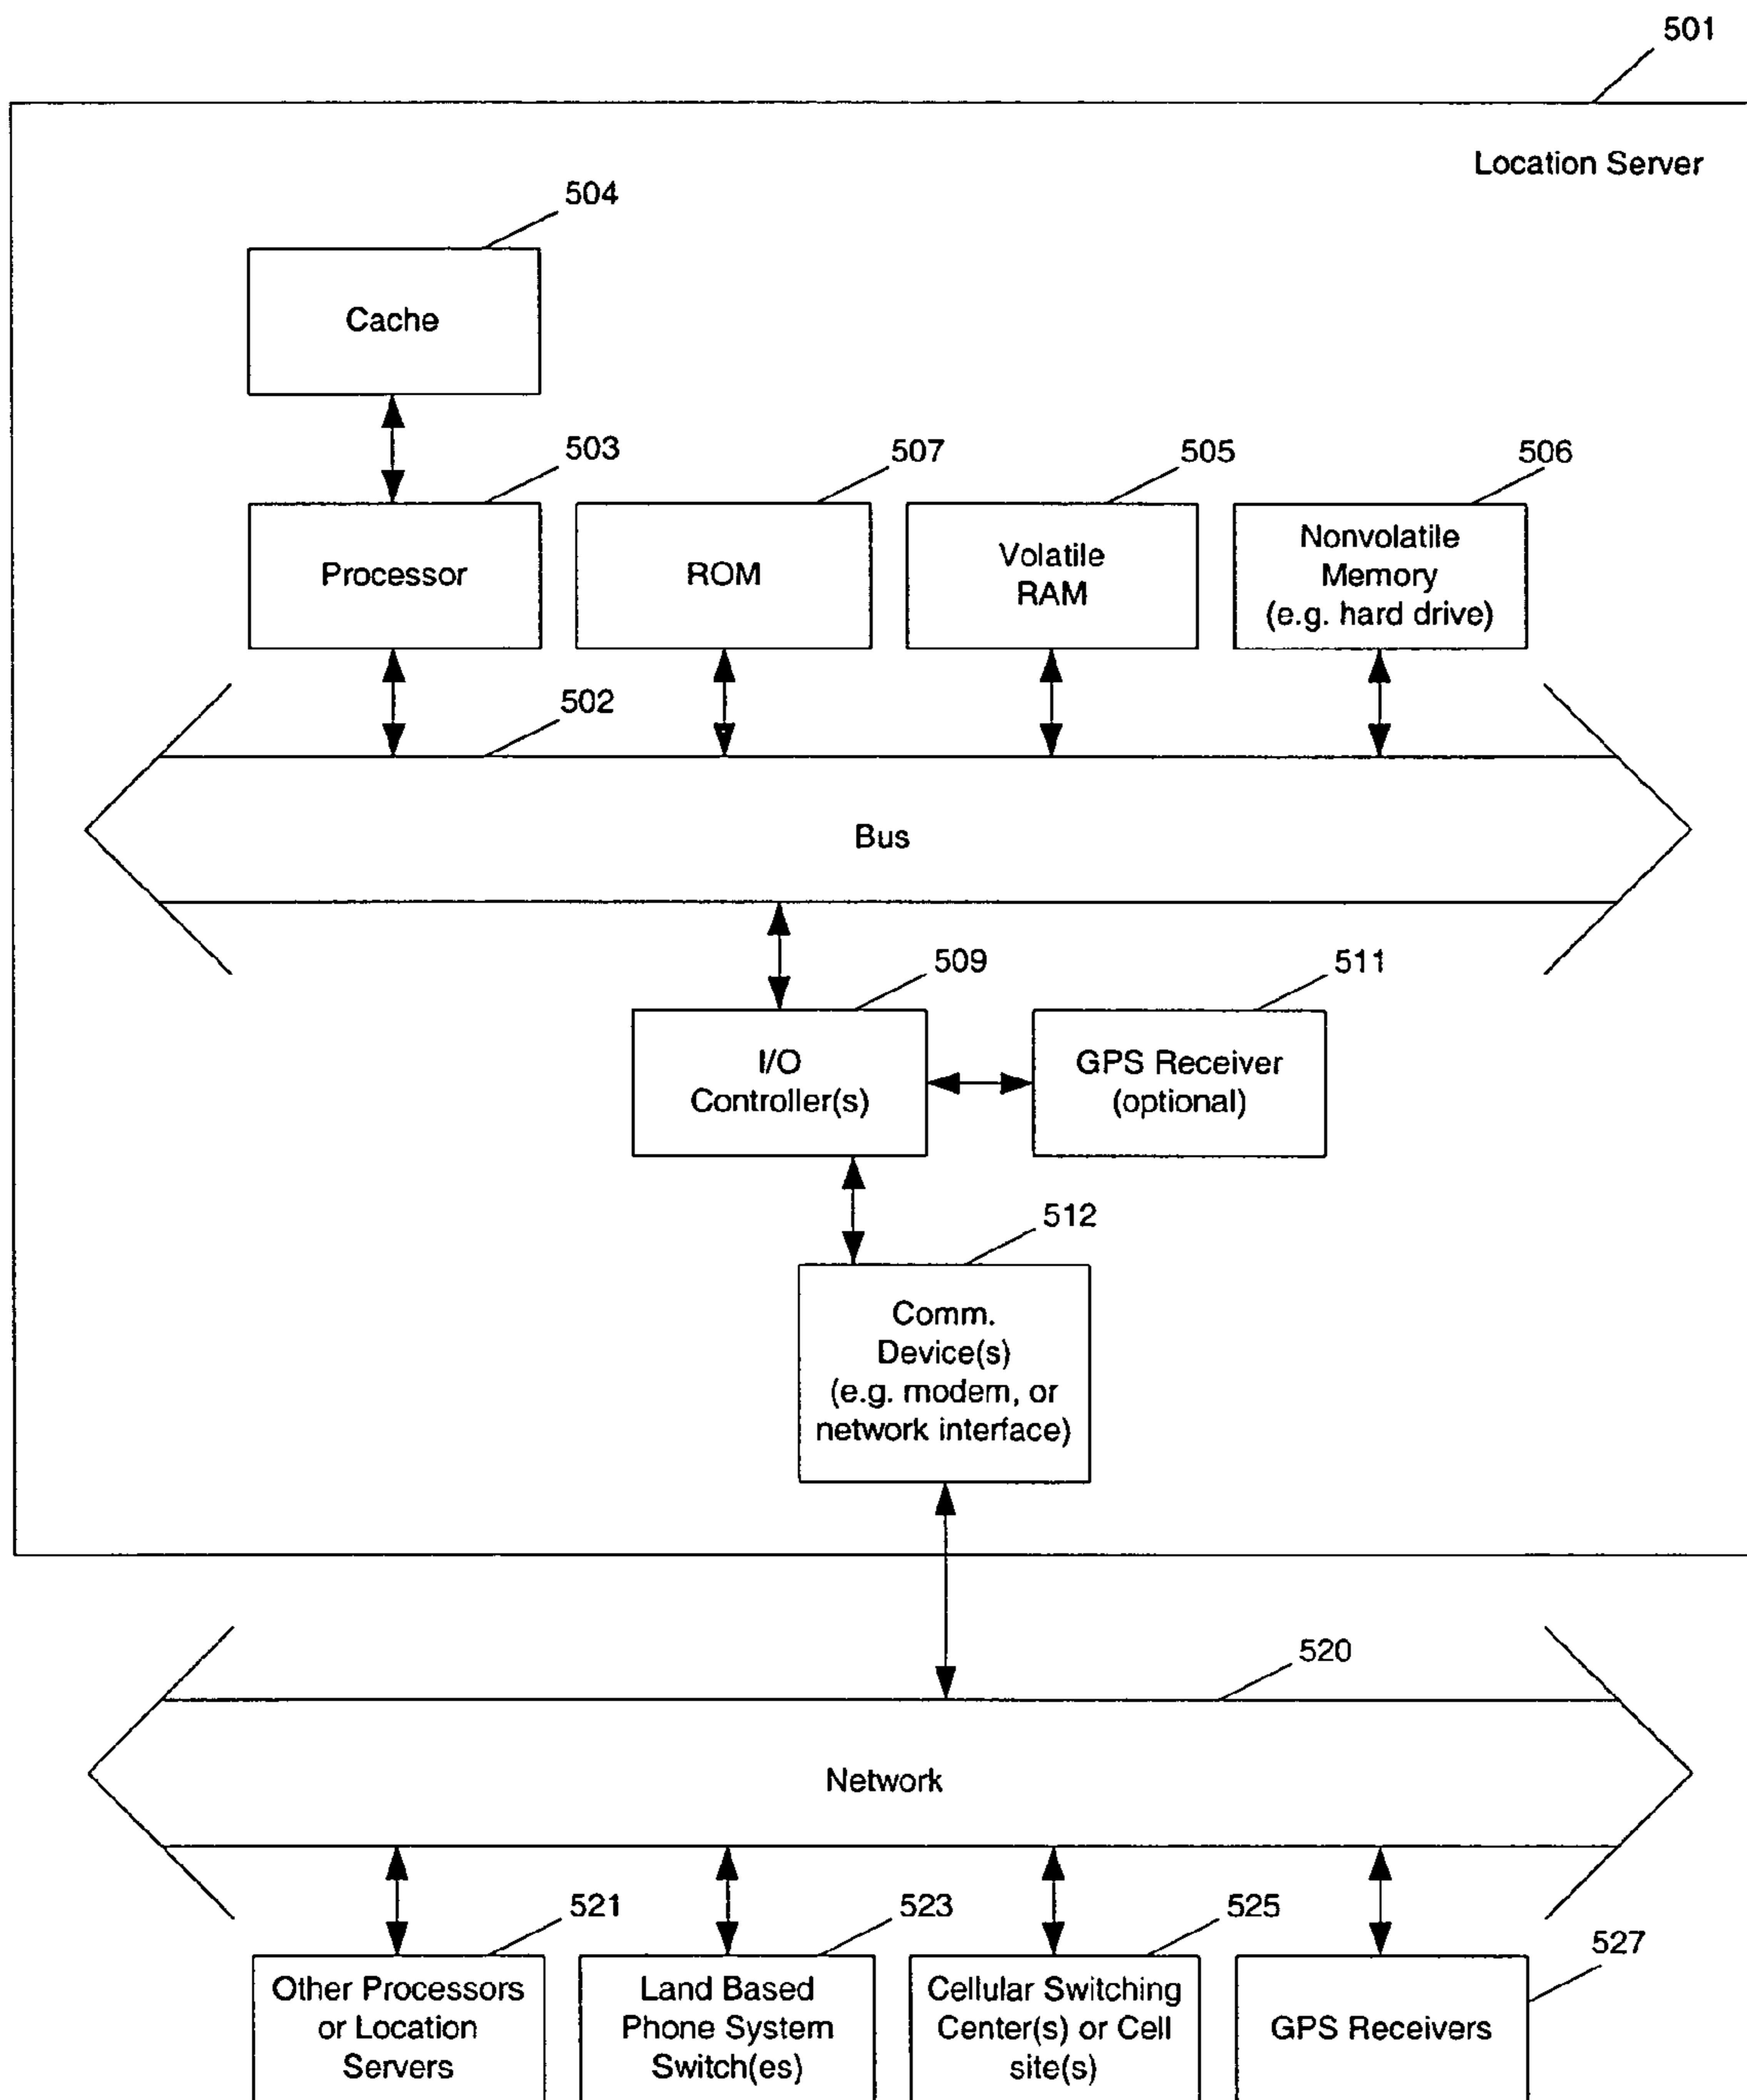 501
Location Server
504
Cache
503
507
505
506
Processor
ROM
Volatile
RAM
Nonvolatile
Memory
(e.g. hard drive)
502
Bus
509
511
I/O
Controller(s)
GPS Receiver
(optional)
512
Comm.
Device(s)
(e.g. modem, or
network interface)
520
Network
521
523
525
527
Other Processors
or Location
Servers
Land Based
Phone System
Switch(es)
Cellular Switching
Center(s) or Cell
site(s)
GPS Receivers